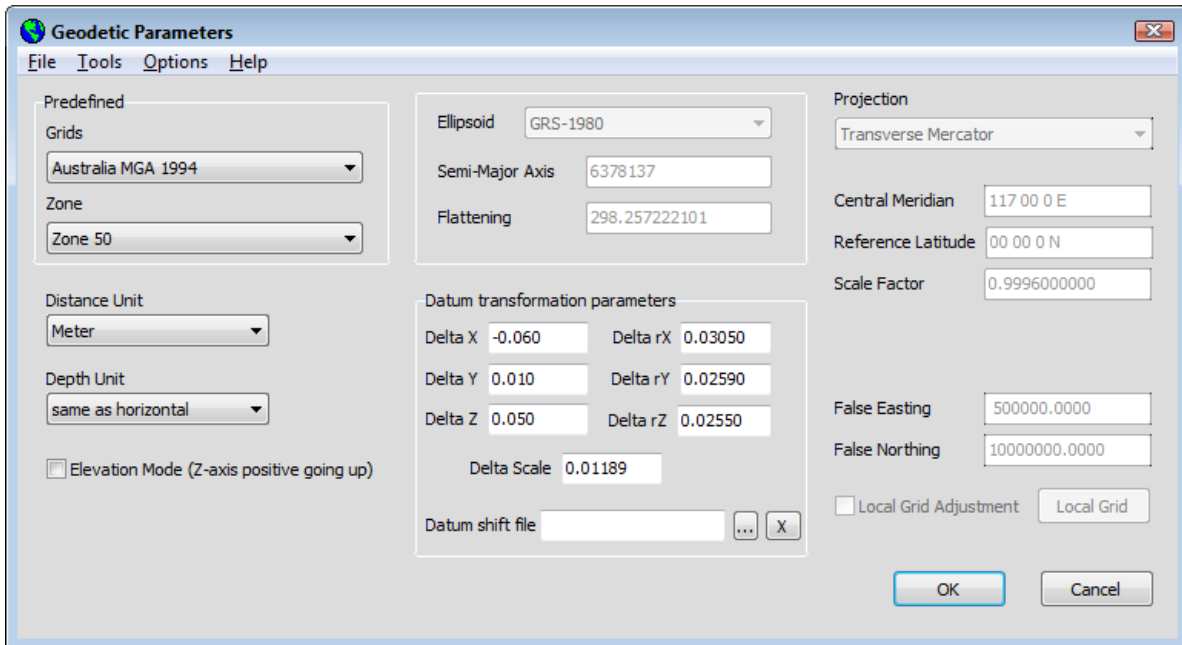 Geodetic Parameters
File Tools Options Help
Predefined
Grids
Australia MGA 1994
Zone
Zone 50
Distance Unit
Meter
Depth Unit
same as horizontal
Elevation Mode (Z-axis positive going up)
Ellipsoid GRS-1980
Semi-Major Axis 6378137
Flattening 298.257222101
Datum transformation parameters
Delta X -0.060 Delta rX 0.03050
Delta Y 0.010 Delta rY 0.02590
Delta Z 0.050 Delta rZ 0.02550
Delta Scale 0.01189
Datum shift file ... X
Projection
Transverse Mercator
Central Meridian 117 00 0 E
Reference Latitude 00 00 0 N
Scale Factor 0.9996000000
False Easting 500000.0000
False Northing 10000000.0000
Local Grid Adjustment Local Grid
OK Cancel